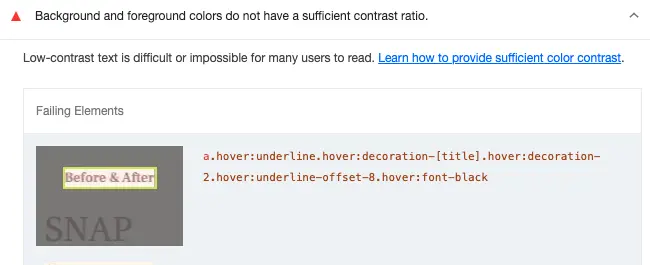 Background and foreground colors do not have a sufficient contrast ratio.
Low-contrast text is difficult or impossible for many users to read. Learn how to provide sufficient color contrast.
Failing Elements
Before & After
a.hover:underline.hover:decoration-[title].hover:decoration-
2.hover:underline-offset-8.hover:font-black
SNAP